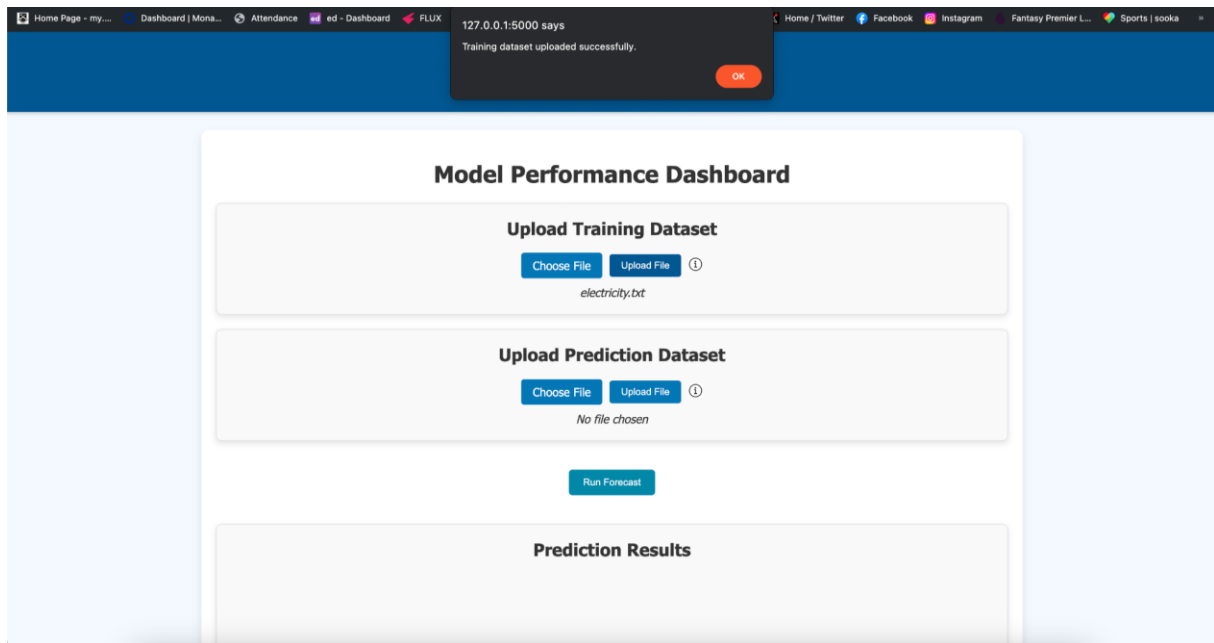 Home Page - my.... Dashboard | Mona... Attendance ed ed - Dashboard FLUX Home / Twitter Facebook Instagram Fantasy Premier L... Sports | sooka »
127.0.0.1:5000 says
Training dataset uploaded successfully.
OK
Model Performance Dashboard
Upload Training Dataset
Choose File Upload File i
electricity.txt
Upload Prediction Dataset
Choose File Upload File i
No file chosen
Run Forecast
Prediction Results